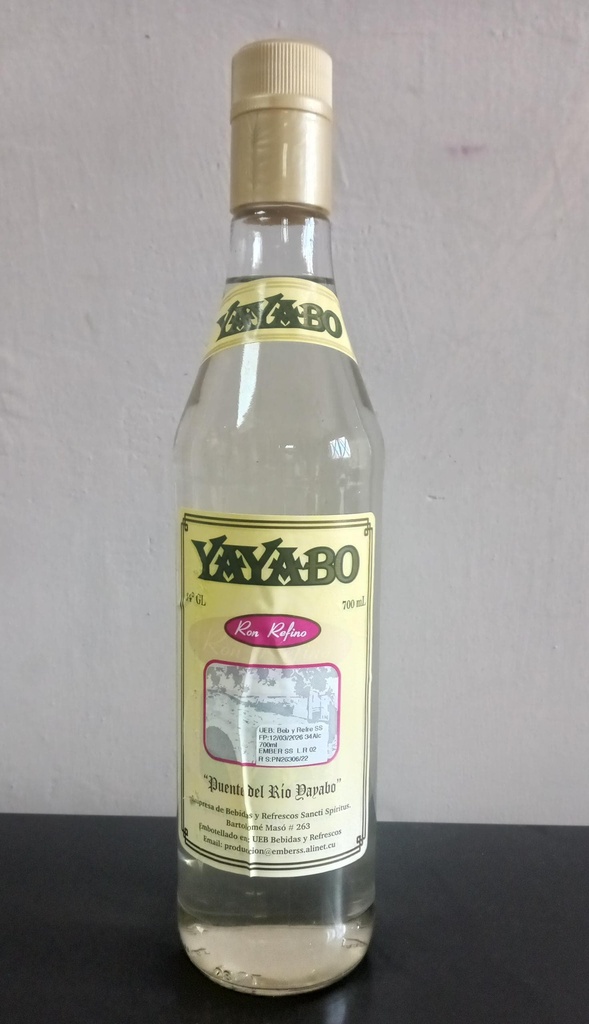 YAYABO
YAYABO
GL 700 mL
Ron Refino
UEB: Beb y Refre SS
FP:12/03/2026 34Alc
700ml
EMBER SS L R 02
R S:PN26306/22
"Puente del Río Yayabo"
de Bebidas y Refrescos Sancti Spíritus.
Bartolomé Masó # 263
Embotellado en: UEB Bebidas y Refrescos
Email: produccion@emberss.alinet.cu